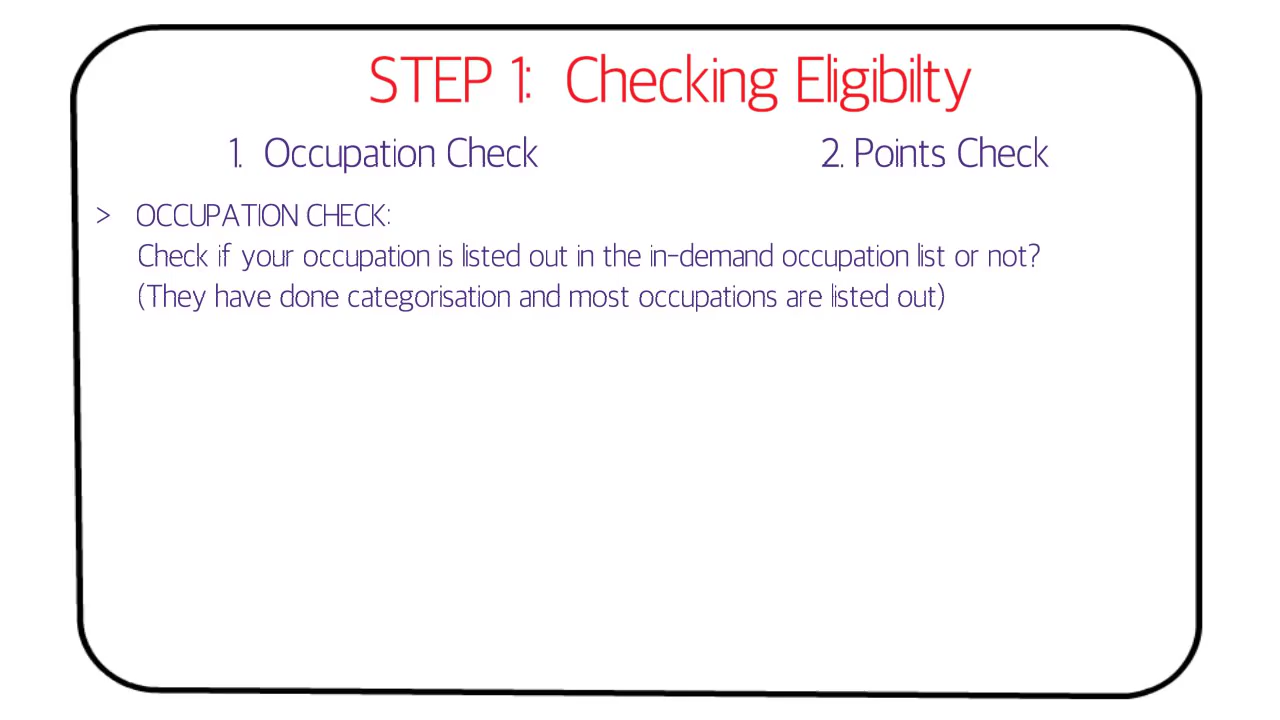 STEP 1: Checking Eligibilty
1. Occupation Check 2. Points Check
> OCCUPATION CHECK:
Check if your occupation is listed out in the in-demand occupation list or not?
(They have done categorisation and most occupations are listed out)